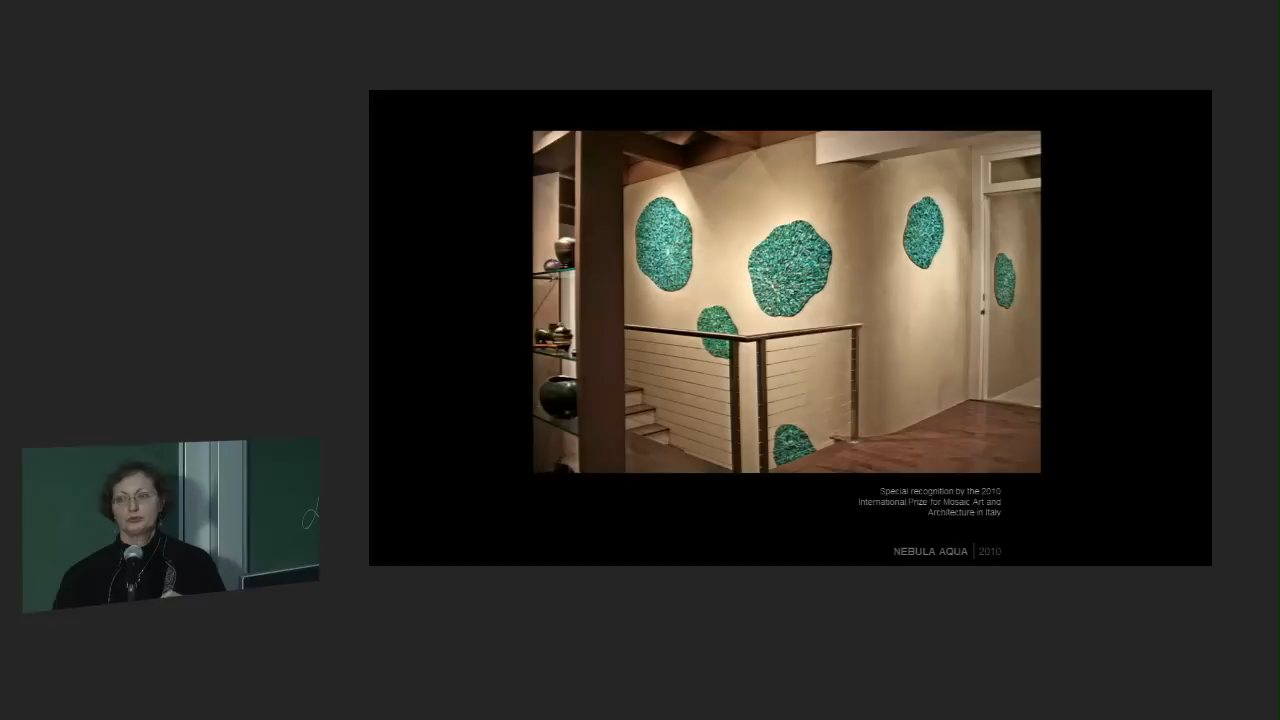 Special recognition by the 2010
International Prize for Mosaic Art and
Architecture in Italy
NEBULA AQUA | 2010